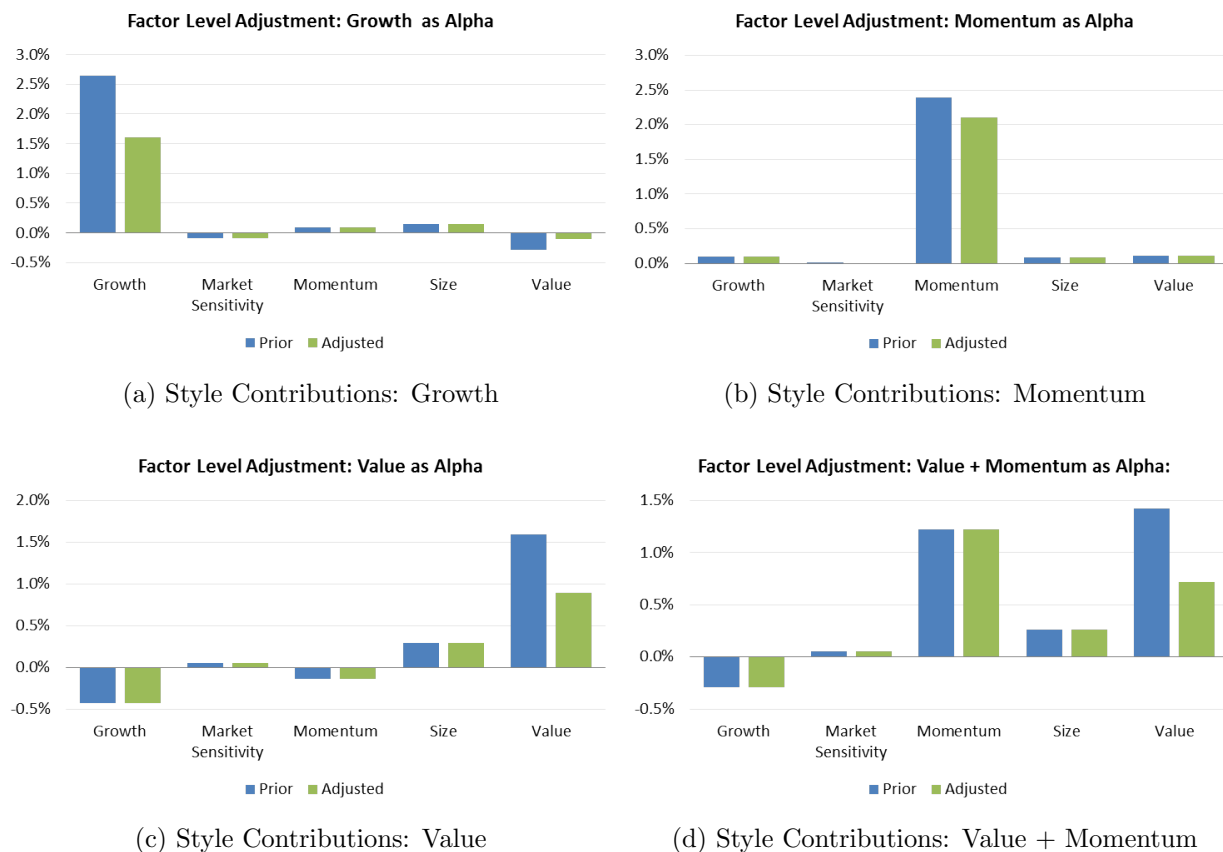 Factor Level Adjustment: Growth as Alpha
3.0%
2.5%
2.0%
1.5%
1.0%
0.5%
0.0%
-0.5%
Growth
Market
Sensitivity
Momentum
Size
Value
Prior Adjusted
(a) Style Contributions: Growth
Factor Level Adjustment: Momentum as Alpha
3.0%
2.5%
2.0%
1.5%
1.0%
0.5%
0.0%
Growth
Market
Sensitivity
Momentum
Size
Value
Prior Adjusted
(b) Style Contributions: Momentum
Factor Level Adjustment: Value as Alpha
2.0%
1.5%
1.0%
0.5%
0.0%
-0.5%
Growth
Market
Sensitivity
Momentum
Size
Value
Prior Adjusted
(c) Style Contributions: Value
Factor Level Adjustment: Value + Momentum as Alpha:
1.5%
1.0%
0.5%
0.0%
-0.5%
Growth
Market
Sensitivity
Momentum
Size
Value
Prior Adjusted
(d) Style Contributions: Value + Momentum